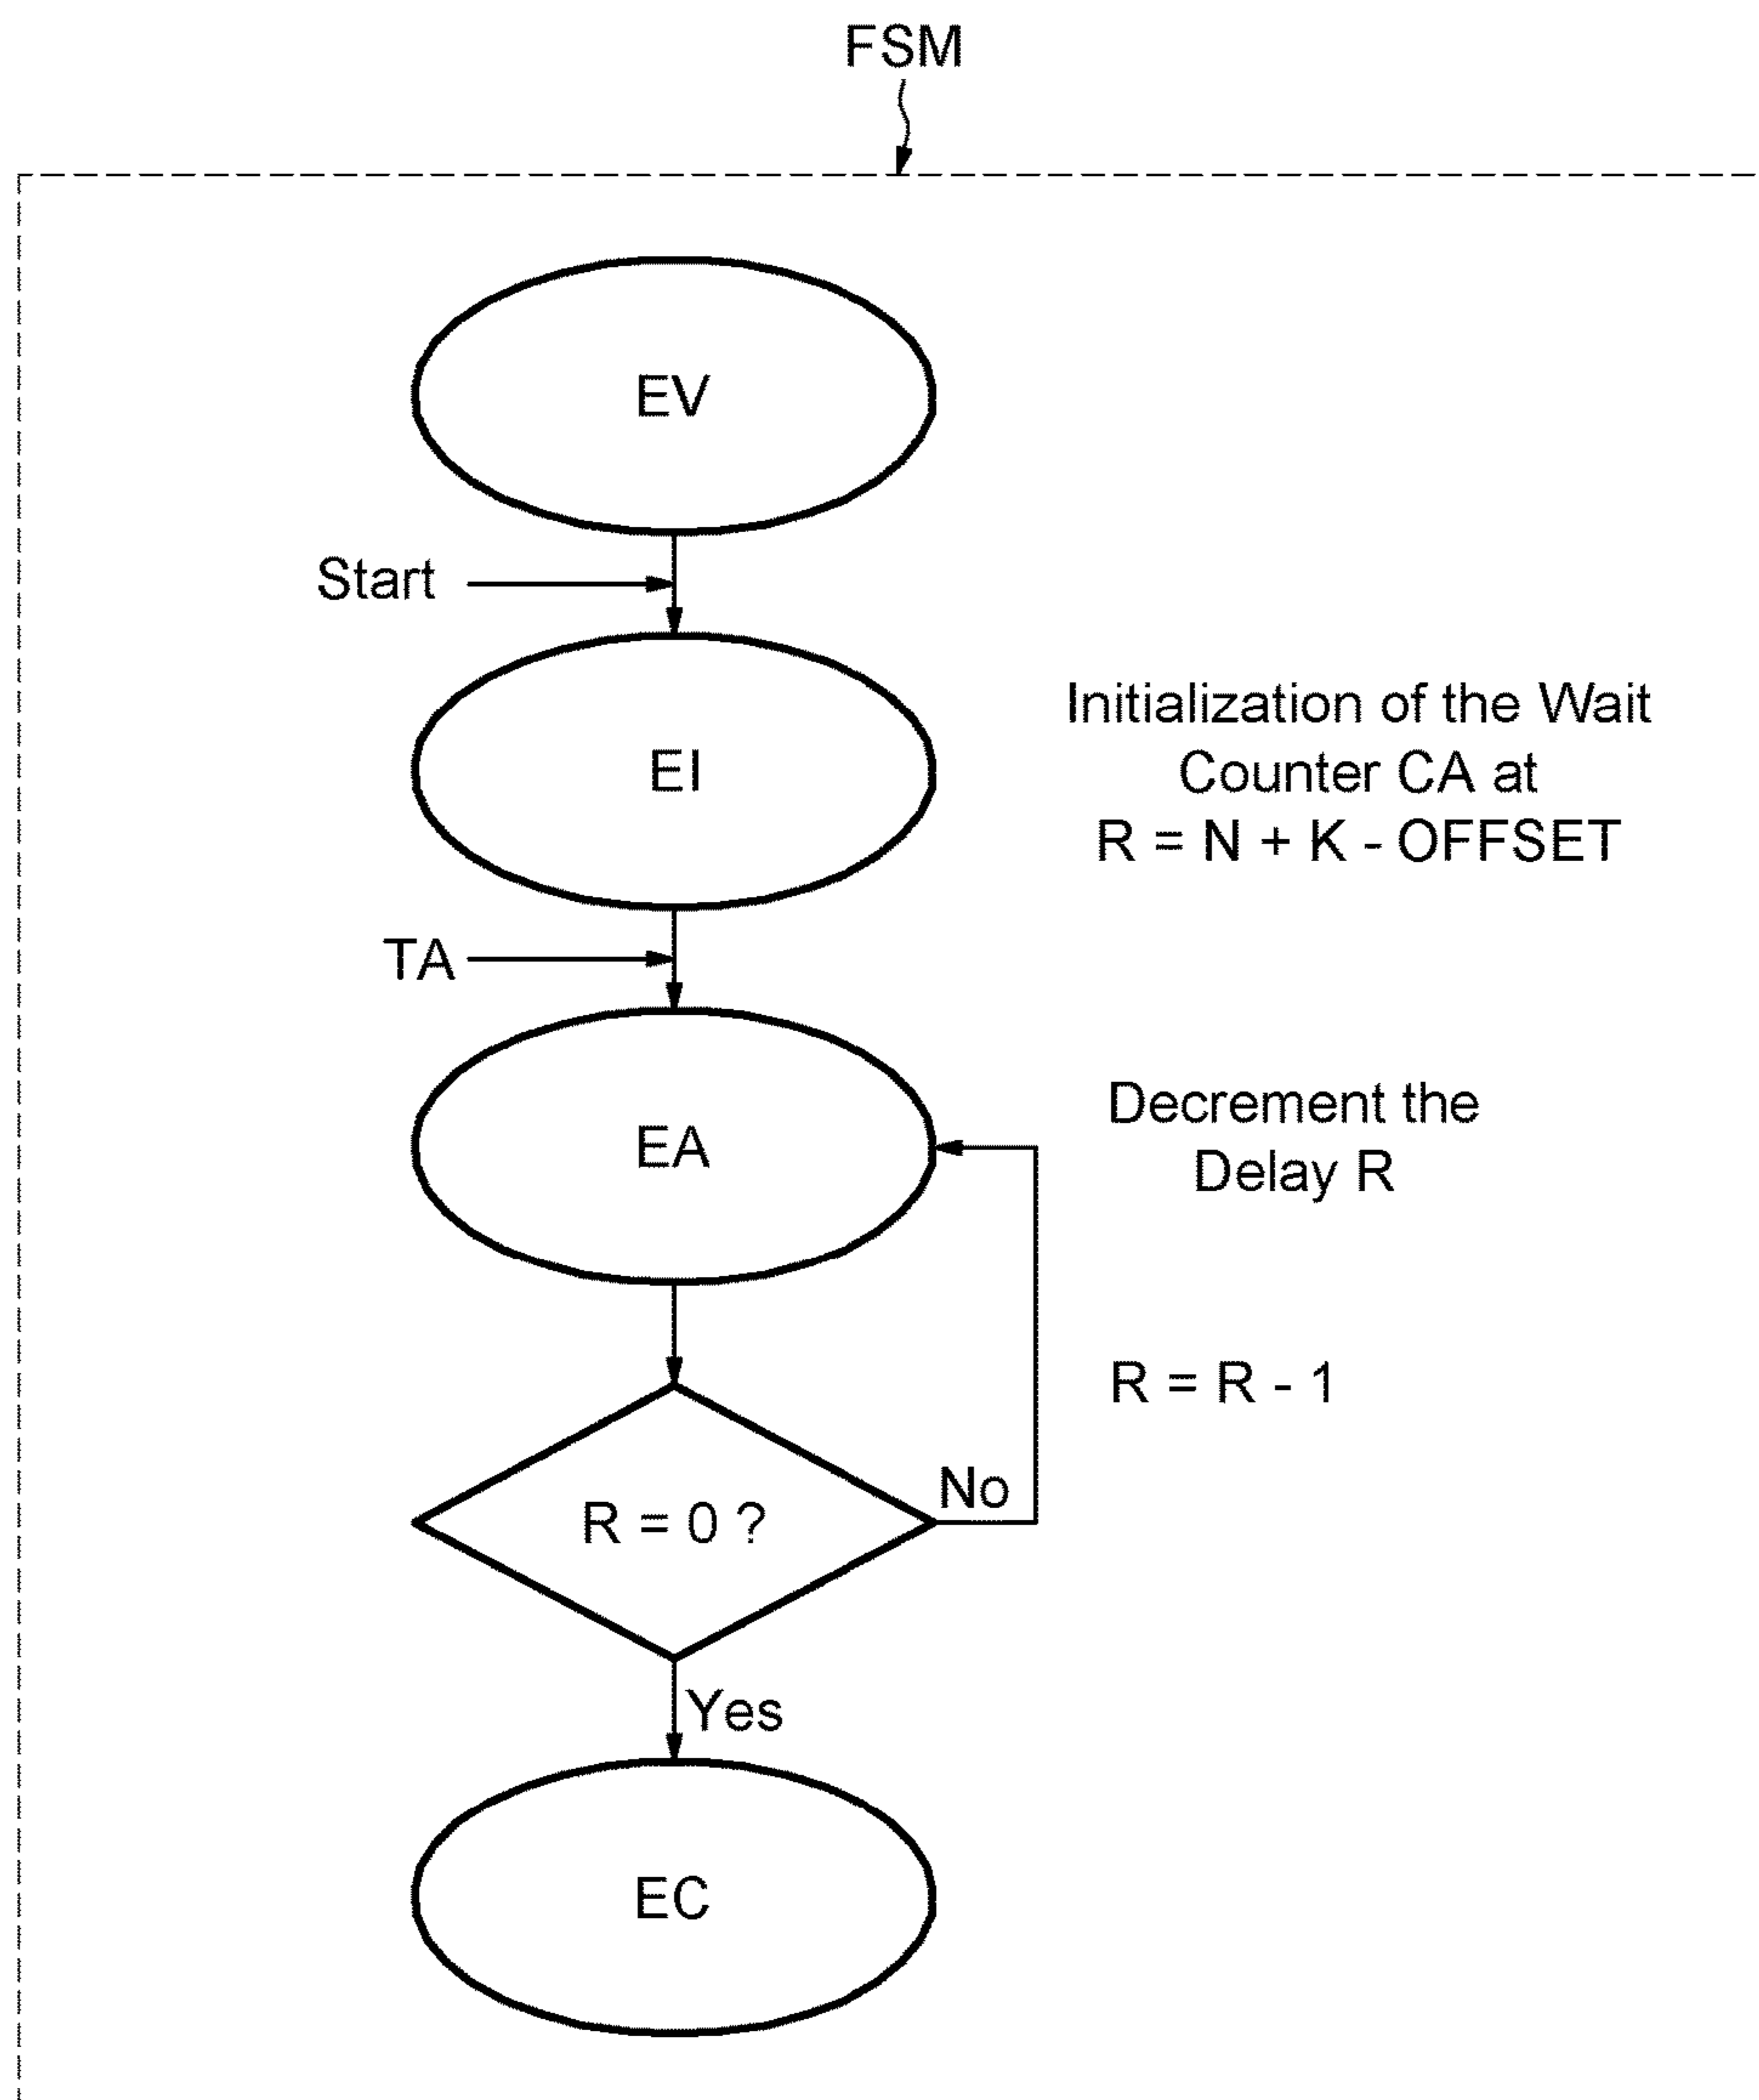 FSM
EV
Start
EI
Initialization of the Wait
Counter CA at
R = N + K - OFFSET
TA
EA
Decrement the
Delay R
R = R - 1
R = 0 ?
No
Yes
EC